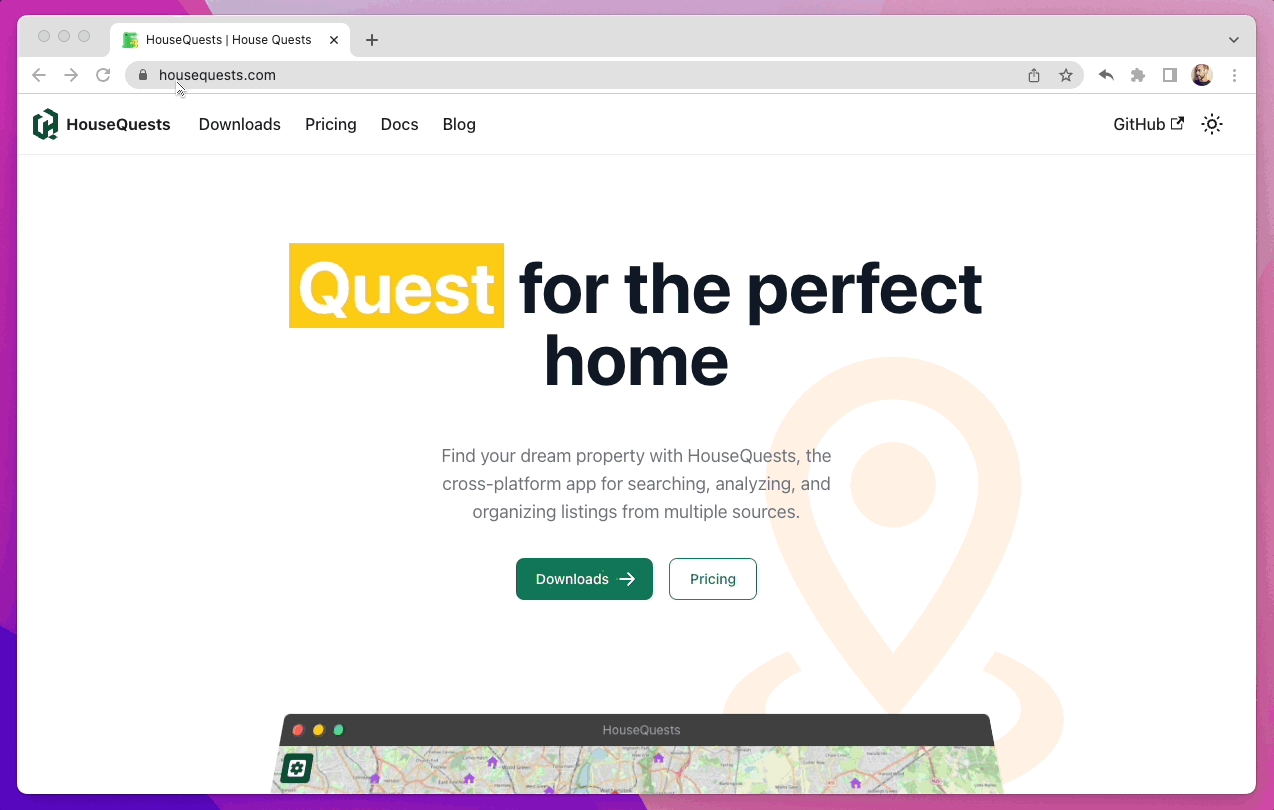 HouseQuests | House Quests
housequests.com
HouseQuests Downloads Pricing Docs Blog GitHub
Quest for the perfect
home
Find your dream property with HouseQuests, the
cross-platform app for searching, analyzing, and
organizing listings from multiple sources.
Downloads Pricing
HouseQuests